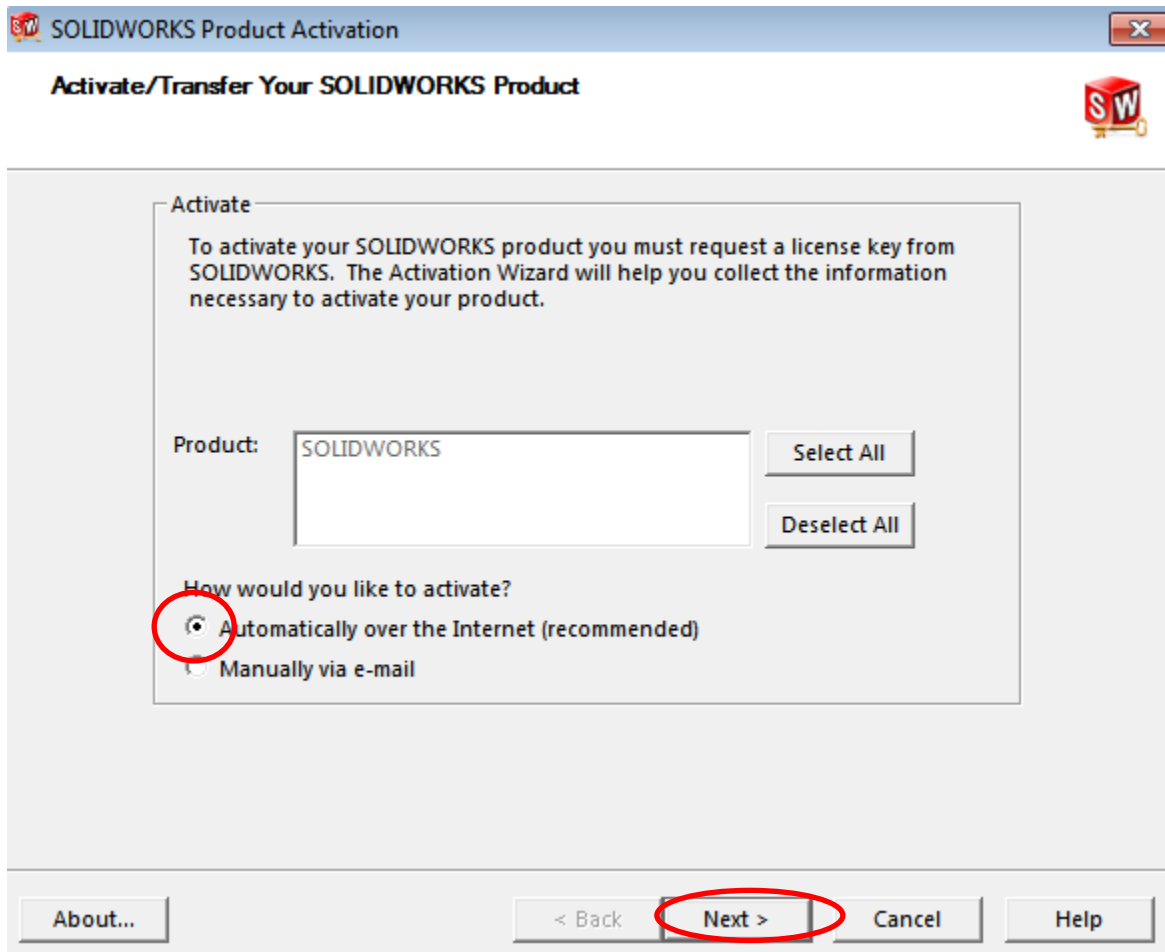 SOLIDWORKS Product Activation
Activate/Transfer Your SOLIDWORKS Product
SW
Activate
To activate your SOLIDWORKS product you must request a license key from
SOLIDWORKS.  The Activation Wizard will help you collect the information
necessary to activate your product.
Product:
SOLIDWORKS
Select All
Deselect All
How would you like to activate?
Automatically over the Internet (recommended)
Manually via e-mail
About...
< Back
Next >
Cancel
Help